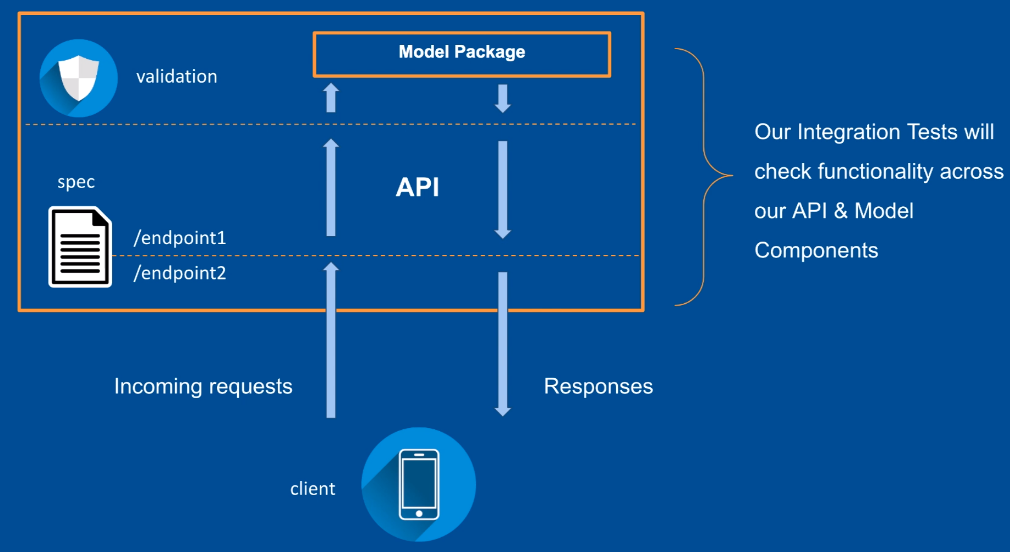 Model Package
validation
API
spec
/endpoint1
/endpoint2
Our Integration Tests will
check functionality across
our API & Model
Components
Incoming requests
Responses
client